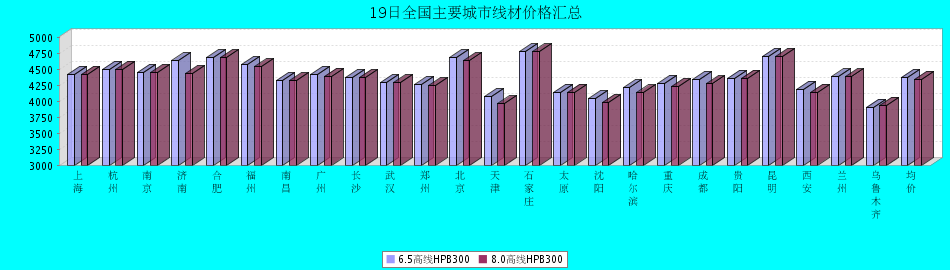 19日全国主要城市线材价格汇总
5000
4750
4500
4250
4000
3750
3500
3250
3000
上海
杭州
南京
济南
合肥
福州
南昌
广州
长沙
武汉
郑州
北京
天津
石家庄
太原
沈阳
哈尔滨
重庆
成都
贵阳
昆明
西安
兰州
乌鲁木齐
均价
6.5高线HPB300 8.0高线HPB300